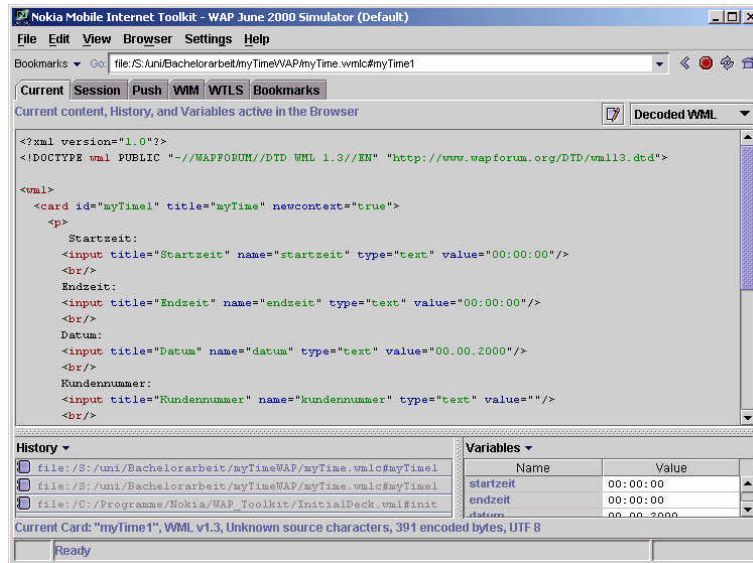 Nokia Mobile Internet Toolkit - WAP June 2000 Simulator (Default)
File Edit View Browser Settings Help
Bookmarks Go: file:/S:/uni/Bachelorarbeit/myTimeWAP/myTime.wmlc#myTime1
Current Session Push WIM WTLS Bookmarks
Current content, History, and Variables active in the Browser Decoded WML
<?xml version="1.0"?>
<!DOCTYPE wml PUBLIC "-//WAPFORUM//DTD WML 1.3//EN" "http://www.wapforum.org/DTD/wml13.dtd">
<wml>
<card id="myTime1" title="myTime" newcontext="true">
<p>
Startzeit:
<input title="Startzeit" name="startzeit" type="text" value="00:00:00"/>
<br/>
Endzeit:
<input title="Endzeit" name="endzeit" type="text" value="00:00:00"/>
<br/>
Datum:
<input title="Datum" name="datum" type="text" value="00.00.2000"/>
<br/>
Kundennummer:
<input title="Kundennummer" name="kundennummer" type="text" value=""/>
<br/>
History Variables
file:/S:/uni/Bachelorarbeit/myTimeWAP/myTime.wmlc#myTime1 Name Value
file:/S:/uni/Bachelorarbeit/myTimeWAP/myTime.wmlc#myTime1 startzeit 00:00:00
file:/C:/Programme/Nokia/WAP_Toolkit/InitialDeck.wml#init endzeit 00:00:00
datum 00.00.2000
Current Card: "myTime1", WML v1.3, Unknown source characters, 391 encoded bytes, UTF 8
Ready